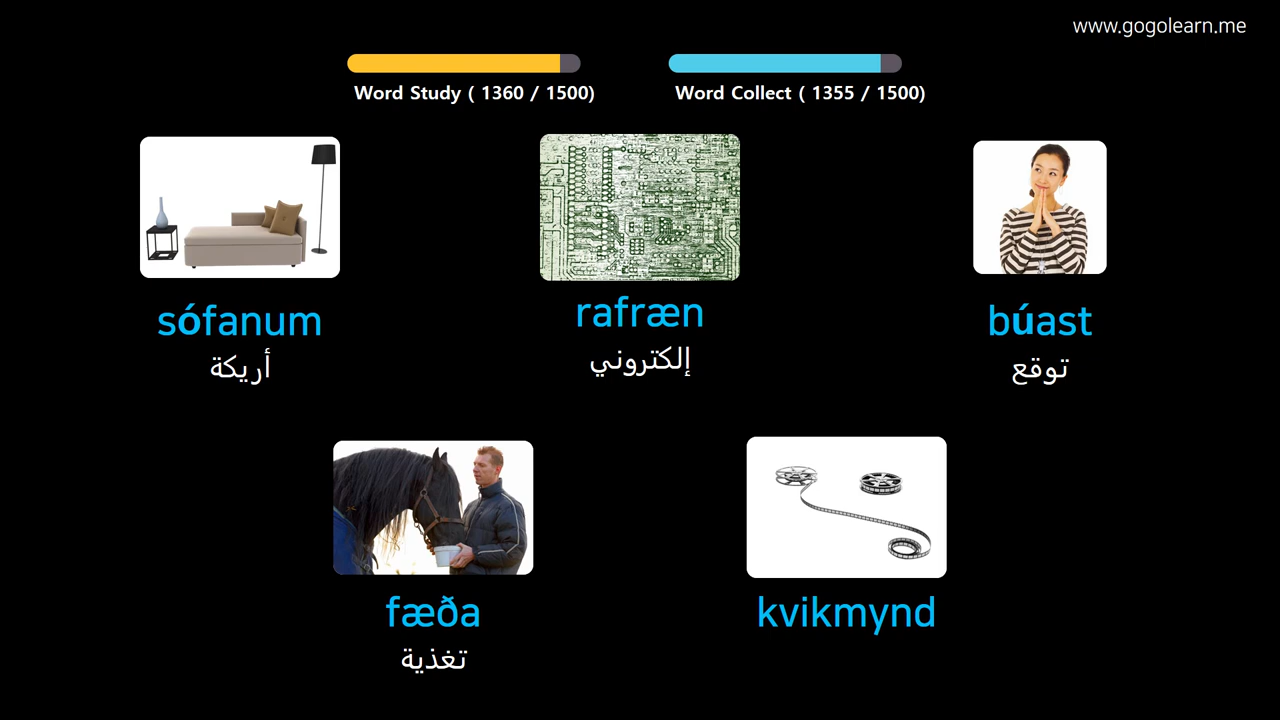 www.gogolearn.me
Word Study ( 1360 / 1500)
Word Collect ( 1355 / 1500)
sófanum
أريكة
rafræn
إلكتروني
búast
توقع
fæða
تغذية
kvikmynd